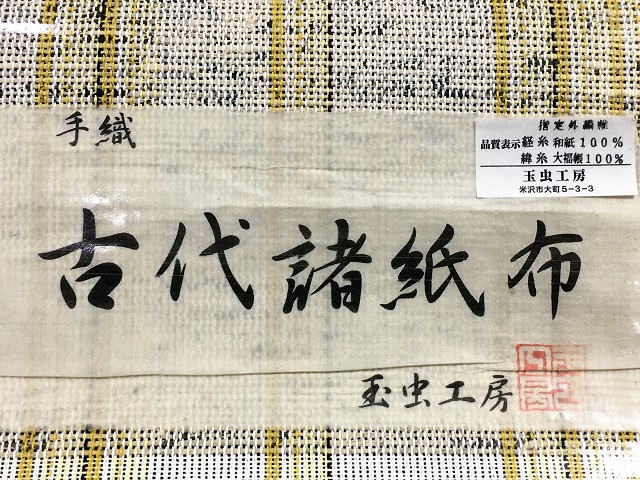 手織
指定外繊維
品質表示 経糸 和紙100%
緯糸 大福帳100%
玉虫工房
米沢市大町5-3-3
古代諸紙布
玉虫工房